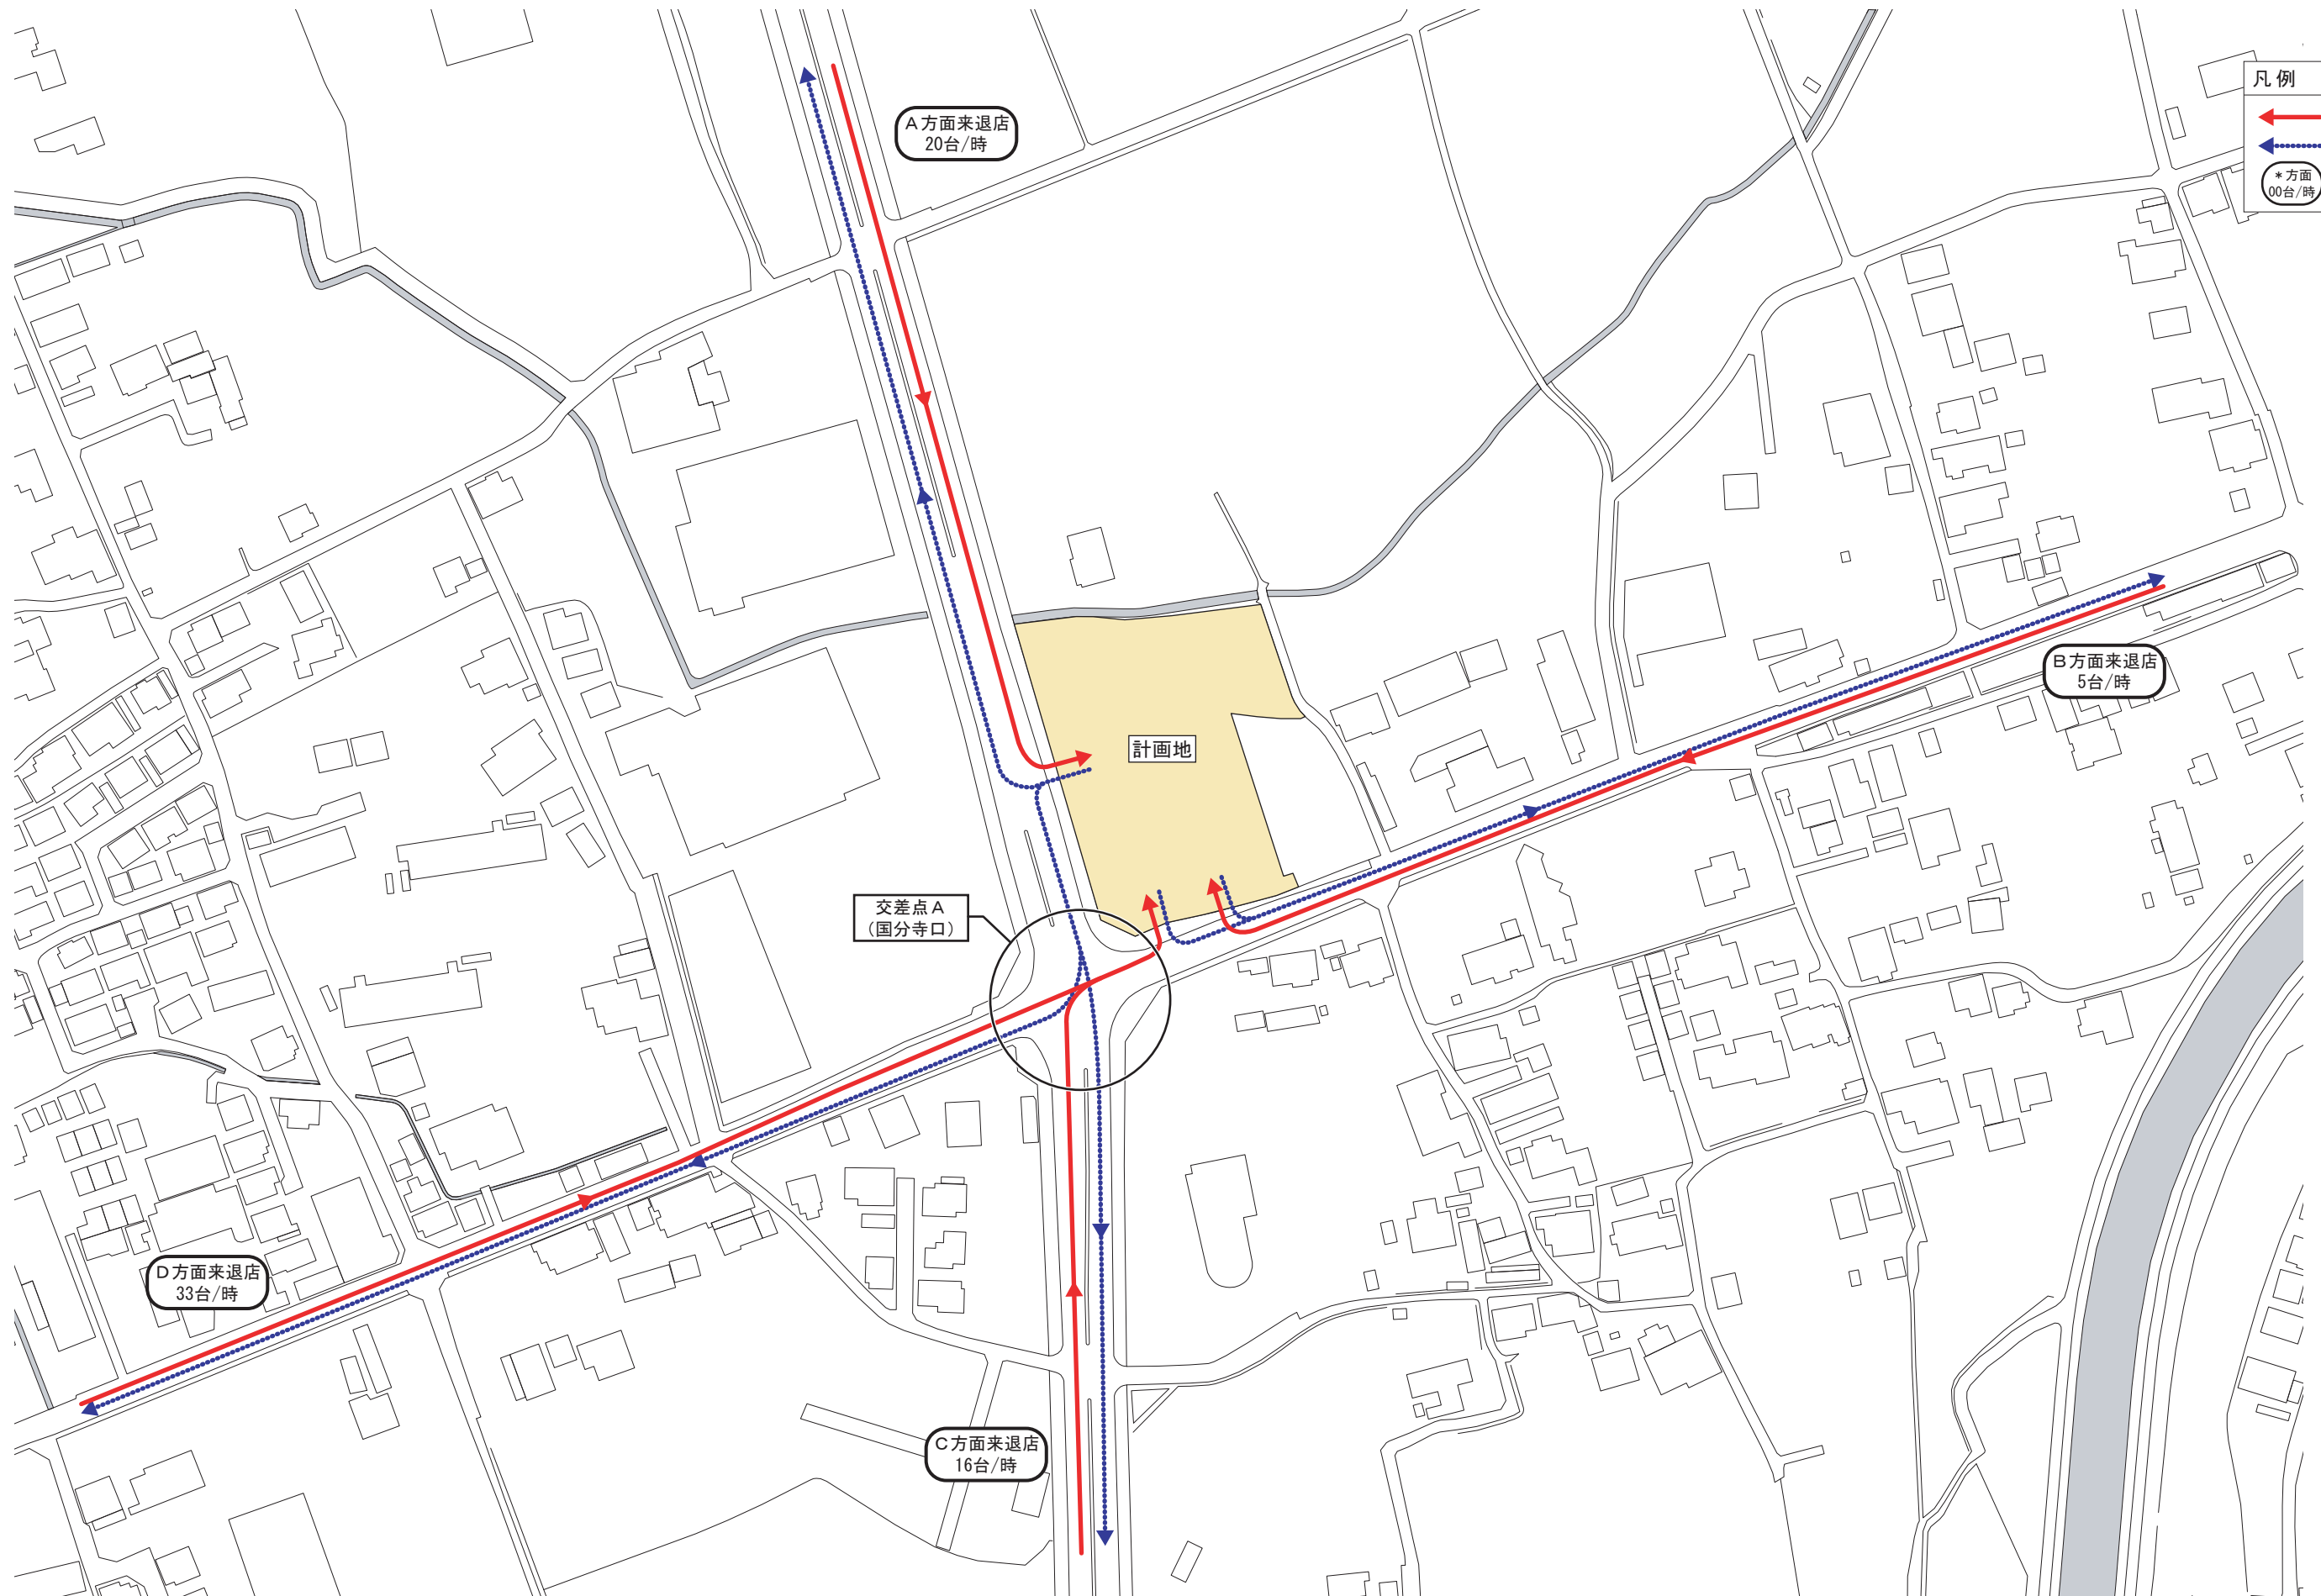 A方面来退店
20台/時
凡例
*方面
00台/時
B方面来退店
5台/時
計画地
交差点A
(国分寺口)
D方面来退店
33台/時
C方面来退店
16台/時